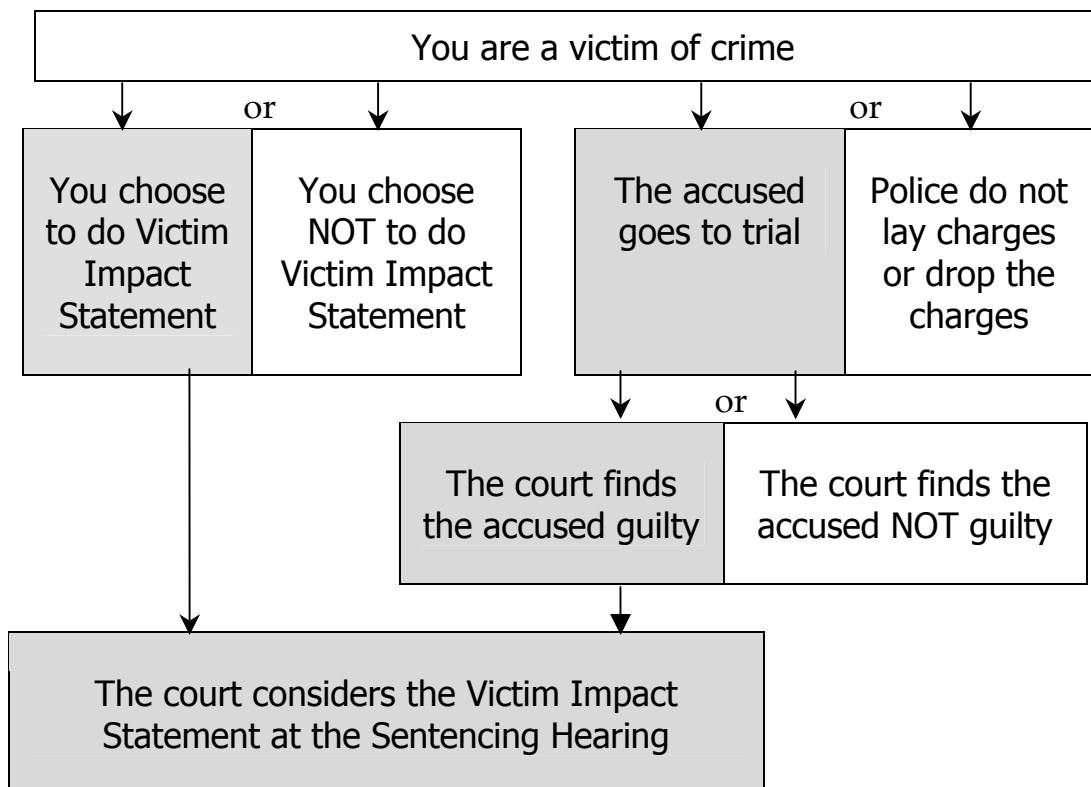 You are a victim of crime
or
or
You choose
to do Victim
Impact
Statement
You choose
NOT to do
Victim Impact
Statement
The accused
goes to trial
Police do not
lay charges
or drop the
charges
or
The court finds
the accused guilty
The court finds the
accused NOT guilty
The court considers the Victim Impact
Statement at the Sentencing Hearing